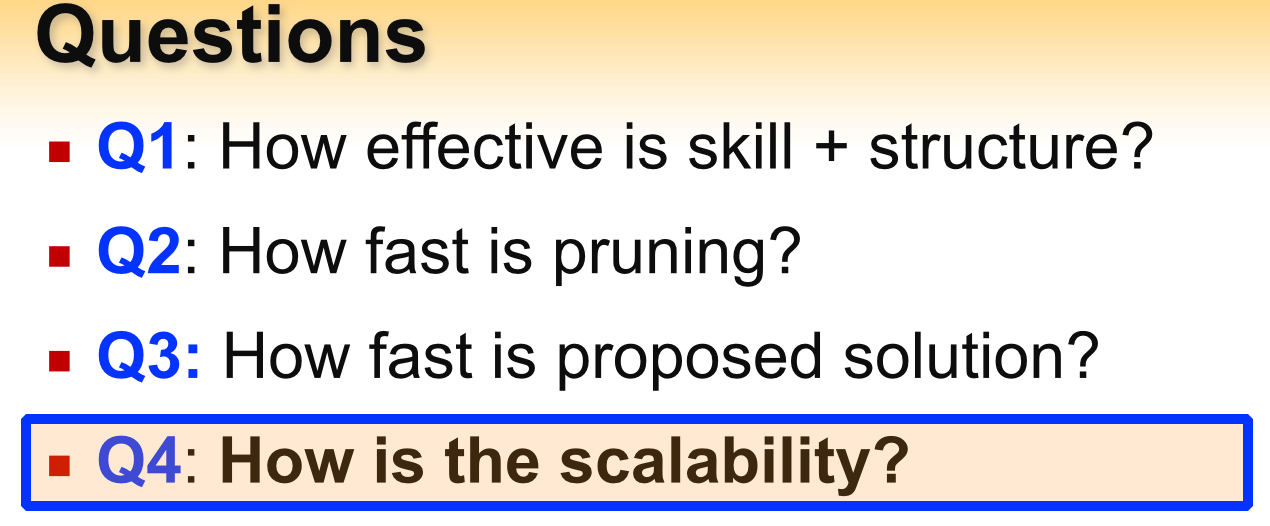 Questions
▪ Q1: How effective is skill + structure?
▪ Q2: How fast is pruning?
▪ Q3: How fast is proposed solution?
▪ Q4: How is the scalability?